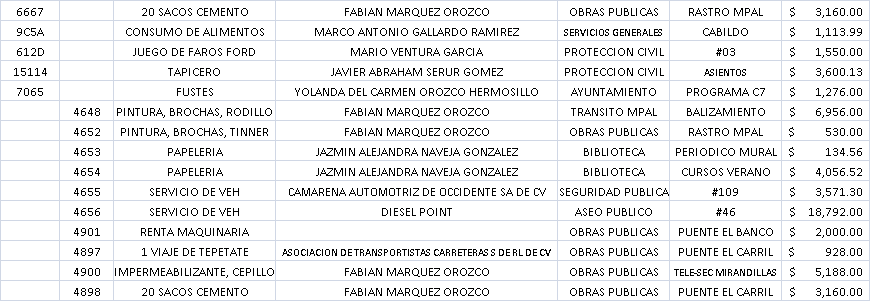 6667 20 SACOS CEMENTO FABIAN MARQUEZ OROZCO OBRAS PUBLICAS RASTRO MPAL $ 3,160.00
9C5A CONSUMO DE ALIMENTOS MARCO ANTONIO GALLARDO RAMIREZ SERVICIOS GENERALES CABILDO $ 1,113.99
612D JUEGO DE FAROS FORD MARIO VENTURA GARCIA PROTECCION CIVIL #03 $ 1,550.00
15114 TAPICERO JAVIER ABRAHAM SERUR GOMEZ PROTECCION CIVIL ASIENTOS $ 3,600.13
7065 FUSTES YOLANDA DEL CARMEN OROZCO HERMOSILLO AYUNTAMIENTO PROGRAMA C7 $ 1,276.00
4648 PINTURA, BROCHAS, RODILLO FABIAN MARQUEZ OROZCO TRANSITO MPAL BALIZAMIENTO $ 6,956.00
4652 PINTURA, BROCHAS, TINNER FABIAN MARQUEZ OROZCO OBRAS PUBLICAS RASTRO MPAL $ 530.00
4653 PAPELERIA JAZMIN ALEJANDRA NAVEJA GONZALEZ BIBLIOTECA PERIODICO MURAL $ 134.56
4654 PAPELERIA JAZMIN ALEJANDRA NAVEJA GONZALEZ BIBLIOTECA CURSOS VERANO $ 4,056.52
4655 SERVICIO DE VEH CAMARENA AUTOMOTRIZ DE OCCIDENTE SA DE CV SEGURIDAD PUBLICA #109 $ 3,571.30
4656 SERVICIO DE VEH DIESEL POINT ASEO PUBLICO #46 $ 18,792.00
4901 RENTA MAQUINARIA OBRAS PUBLICAS PUENTE EL BANCO $ 2,000.00
4897 1 VIAJE DE TEPETATE ASOCIACION DE TRANSPORTISTAS CARRETERAS S DE RL DE CV OBRAS PUBLICAS PUENTE EL CARRIL $ 928.00
4900 IMPERMEABILIZANTE, CEPILLO FABIAN MARQUEZ OROZCO OBRAS PUBLICAS TELE-SEC MIRANDILLAS $ 5,188.00
4898 20 SACOS CEMENTO FABIAN MARQUEZ OROZCO OBRAS PUBLICAS PUENTE EL CARRIL $ 3,160.00